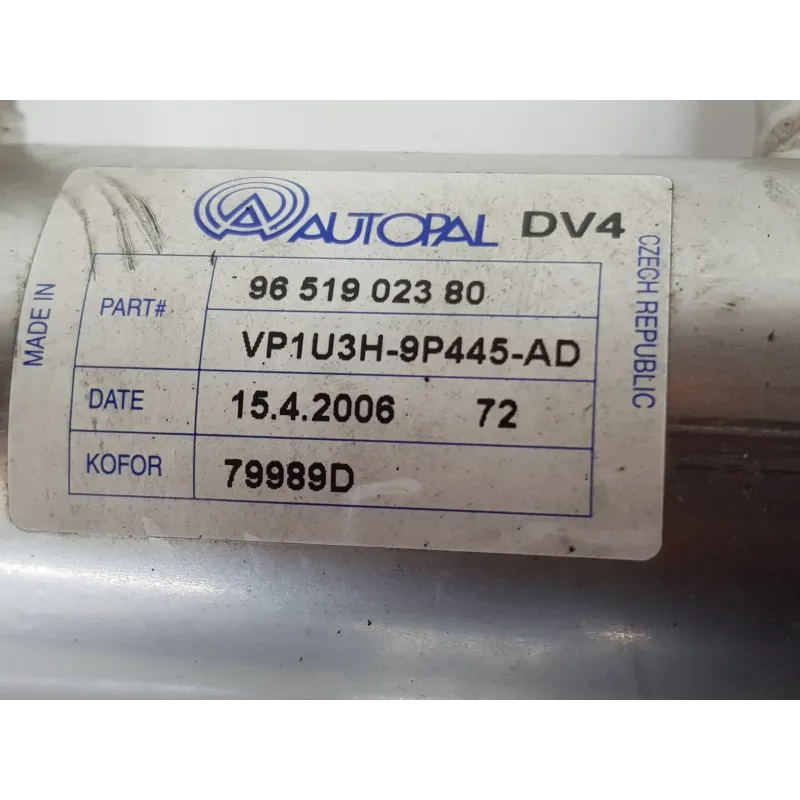 AUTOPAL DV4
MADE IN
CZECH REPUBLIC
PART# 96 519 023 80
VP1U3H-9P445-AD
DATE 15.4.2006 72
KOFOR 79989D